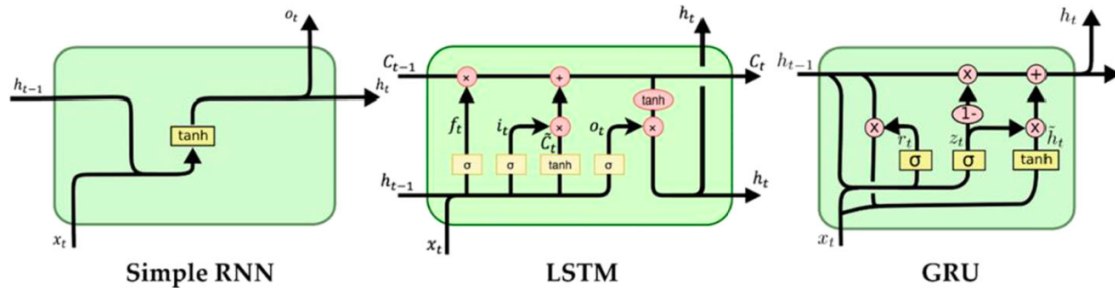 o_t
h_{t-1}
h_t
tanh
x_t
Simple RNN
h_t
C_{t-1}
×
+
C_t
tanh
f_t
i_t
×
C̃_t
o_t
×
σ
σ
tanh
σ
h_{t-1}
h_t
x_t
LSTM
h_t
h_{t-1}
x
+
1-
x
r_t
z_t
x
h̃_t
σ
σ
tanh
x_t
GRU